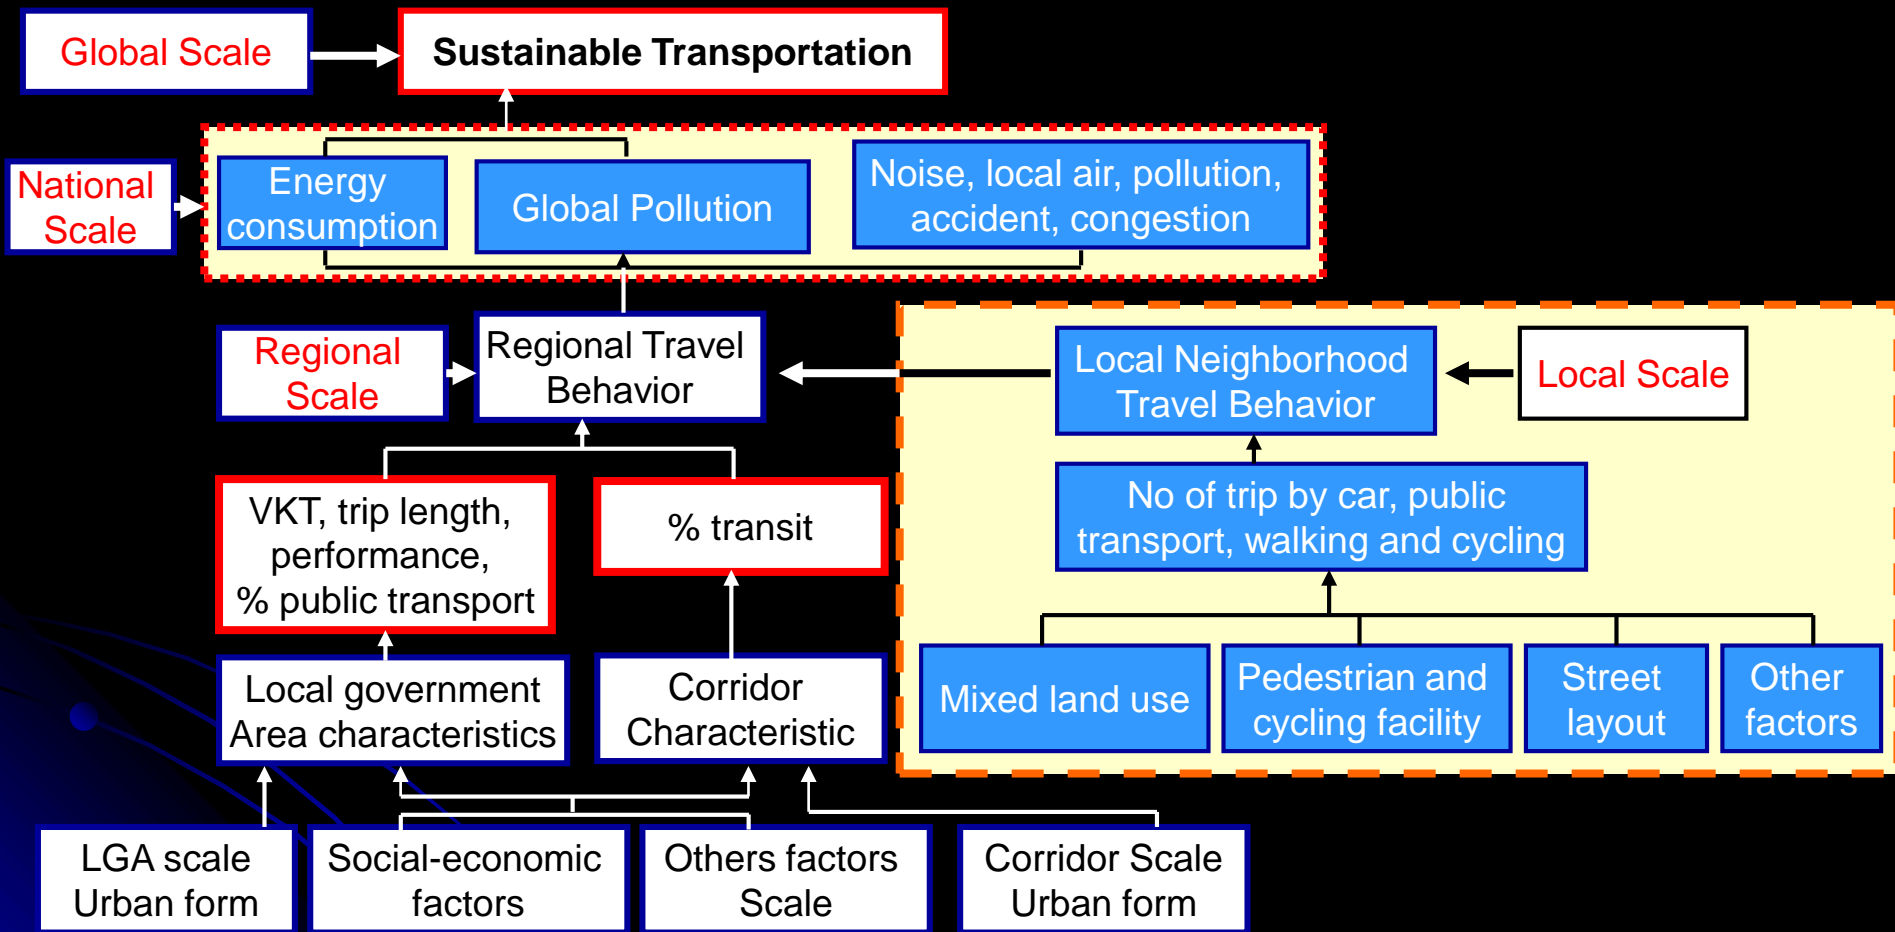 Global Scale
Sustainable Transportation
National
Scale
Energy
consumption
Global Pollution
Noise, local air, pollution,
accident, congestion
Regional
Scale
Regional Travel
Behavior
Local Neighborhood
Travel Behavior
Local Scale
VKT, trip length,
performance,
% public transport
% transit
No of trip by car, public
transport, walking and cycling
Local government
Area characteristics
Corridor
Characteristic
Mixed land use
Pedestrian and
cycling facility
Street
layout
Other
factors
LGA scale
Urban form
Social-economic
factors
Others factors
Scale
Corridor Scale
Urban form